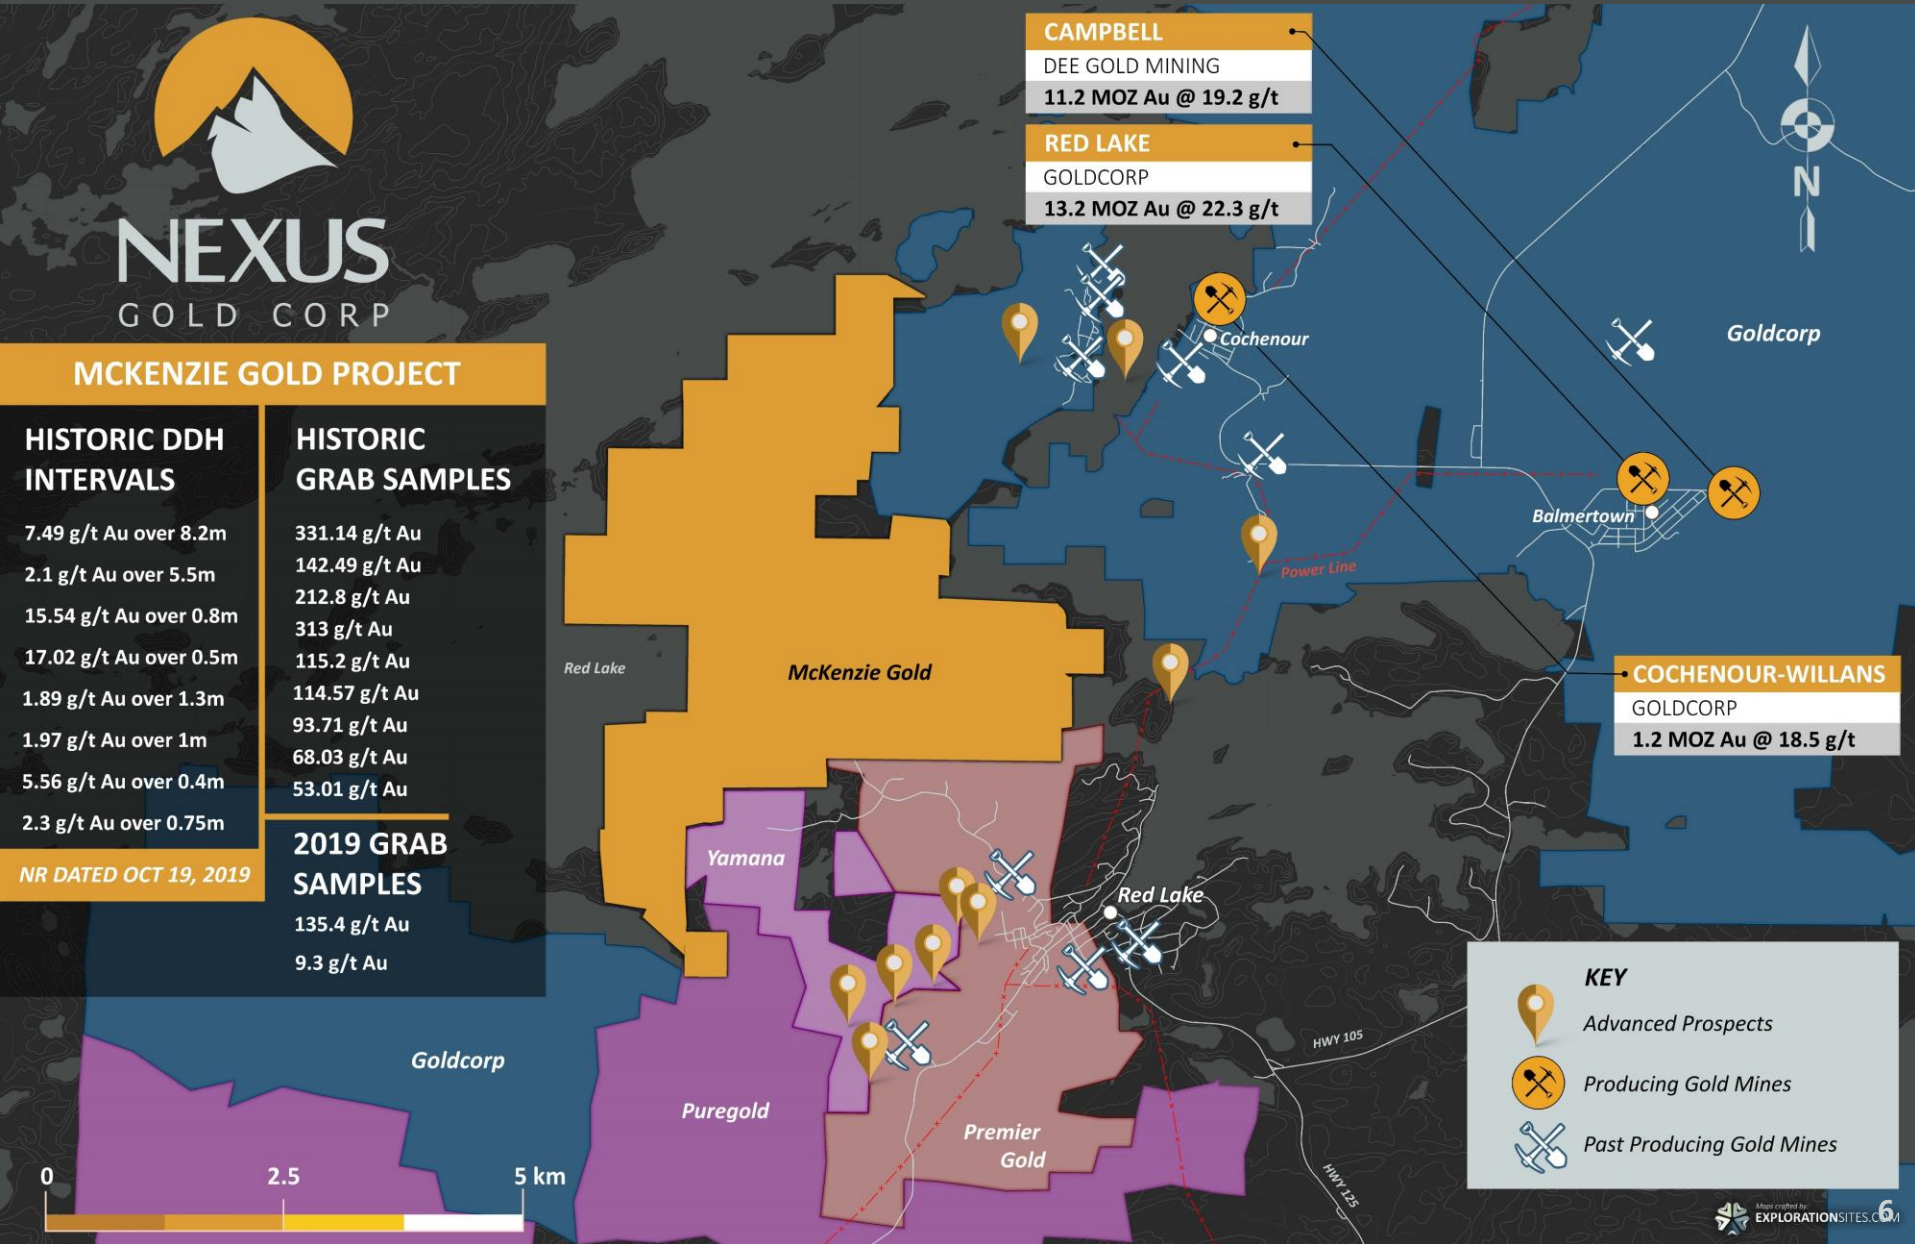 NEXUS
GOLD CORP
MCKENZIE GOLD PROJECT
HISTORIC DDH
INTERVALS
7.49 g/t Au over 8.2m
2.1 g/t Au over 5.5m
15.54 g/t Au over 0.8m
17.02 g/t Au over 0.5m
1.89 g/t Au over 1.3m
1.97 g/t Au over 1m
5.56 g/t Au over 0.4m
2.3 g/t Au over 0.75m
NR DATED OCT 19, 2019
HISTORIC
GRAB SAMPLES
331.14 g/t Au
142.49 g/t Au
212.8 g/t Au
313 g/t Au
115.2 g/t Au
114.57 g/t Au
93.71 g/t Au
68.03 g/t Au
53.01 g/t Au
2019 GRAB
SAMPLES
135.4 g/t Au
9.3 g/t Au
CAMPBELL
DEE GOLD MINING
11.2 MOZ Au @ 19.2 g/t
RED LAKE
GOLDCORP
13.2 MOZ Au @ 22.3 g/t
N
Cochenour
Goldcorp
Balmertown
Power Line
Red Lake
McKenzie Gold
COCHENOUR-WILLANS
GOLDCORP
1.2 MOZ Au @ 18.5 g/t
Yamana
Red Lake
Goldcorp
Puregold
Premier
Gold
HWY 105
HWY 125
KEY
Advanced Prospects
Producing Gold Mines
Past Producing Gold Mines
0 2.5 5 km
Maps crafted by
EXPLORATIONSITES.COM
6